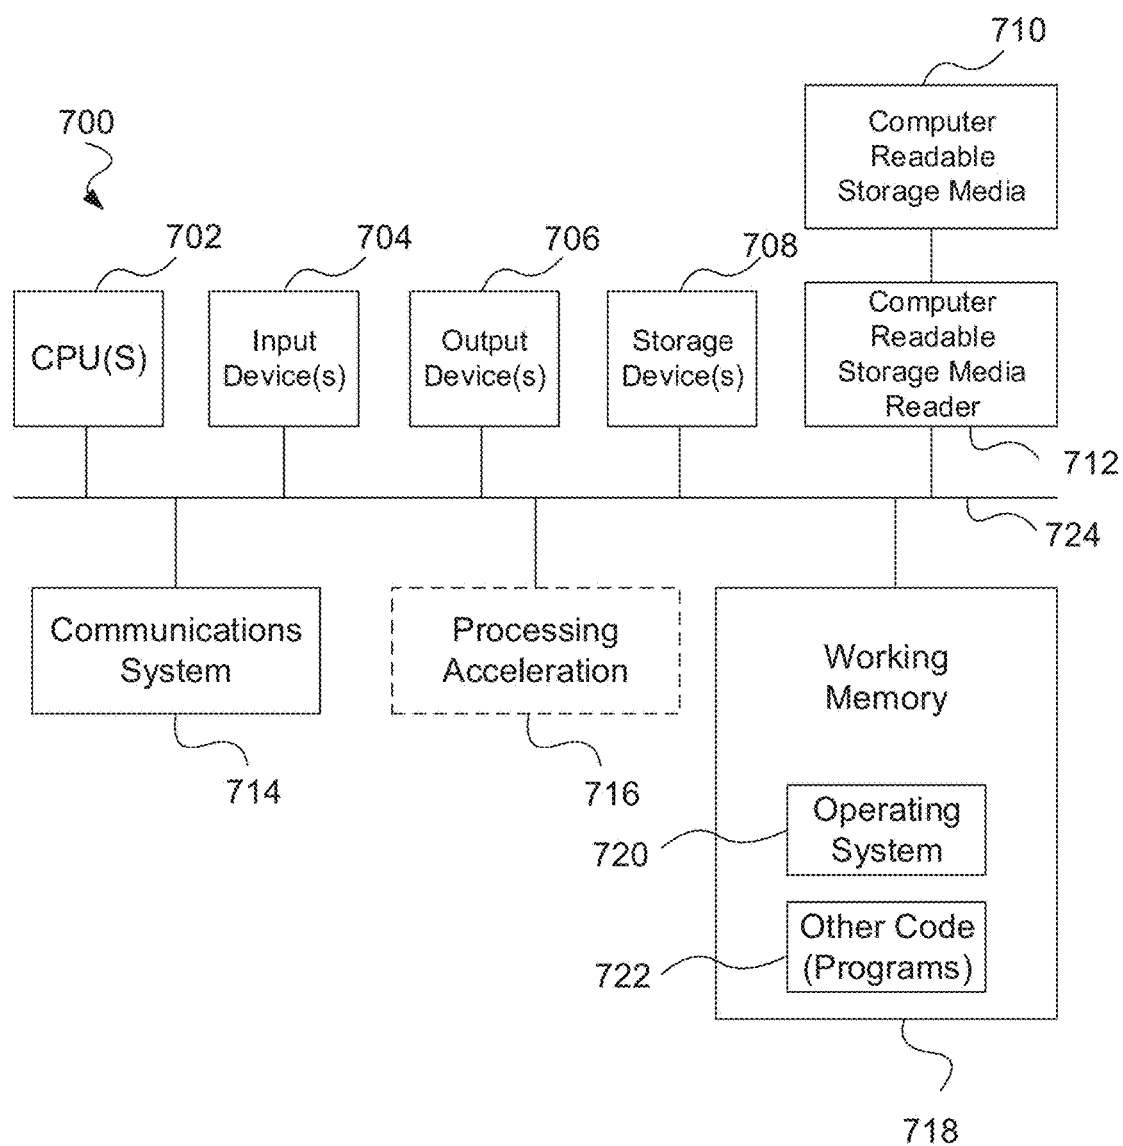 710
Computer
Readable
Storage Media
700
702
704
706
708
CPU(S)
Input
Device(s)
Output
Device(s)
Storage
Device(s)
Computer
Readable
Storage Media
Reader
712
724
Communications
System
714
Processing
Acceleration
716
Working
Memory
Operating
System
720
Other Code
(Programs)
722
718